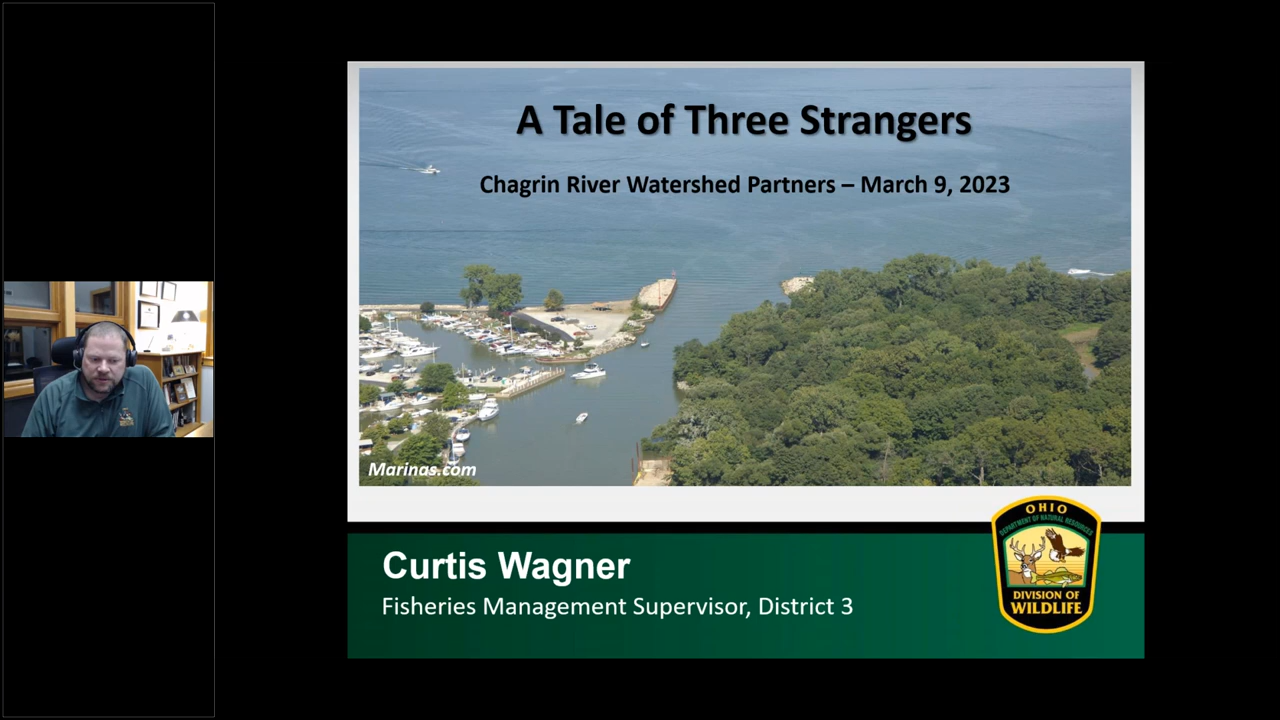 A Tale of Three Strangers
Chagrin River Watershed Partners – March 9, 2023
Marinas.com
OHIO
DEPARTMENT OF NATURAL RESOURCES
DIVISION OF
WILDLIFE
Curtis Wagner
Fisheries Management Supervisor, District 3